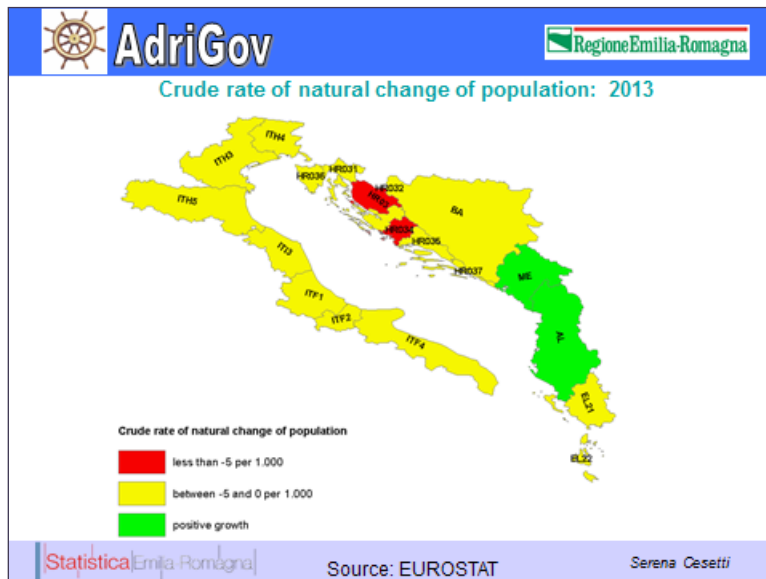 AdriGov
RegioneEmilia-Romagna
Crude rate of natural change of population: 2013
ITH4
ITH3
HR036
HR031
HR032
ITH5
BA
HR034
HR035
ITI3
HR037
ME
ITF1
ITF2
ITF4
AL
EL21
EL22
Crude rate of natural change of population
less than -5 per 1.000
between -5 and 0 per 1.000
positive growth
Statistica Emilia-Romagna
Source: EUROSTAT
Serena Cesetti